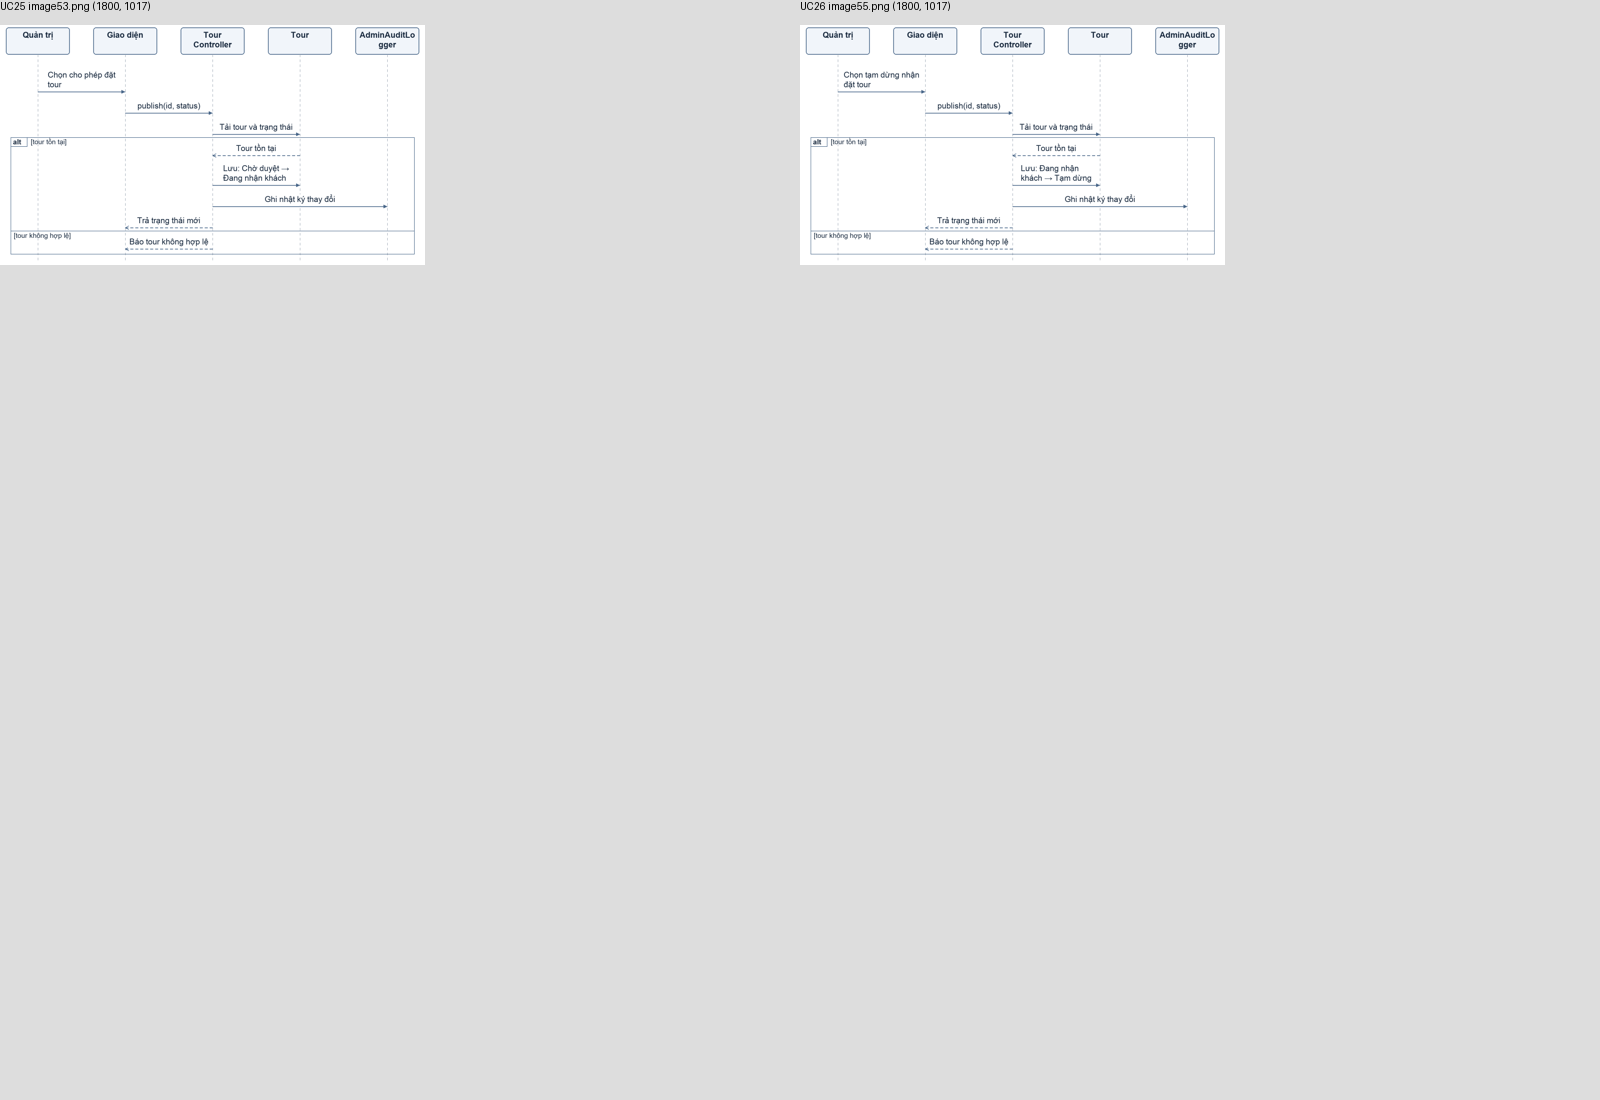 UC25 image53.png (1800, 1017)
Quản trị
Giao diện
Tour
Controller
Tour
AdminAuditLo
gger
Chọn cho phép đặt
tour
publish(id, status)
Tải tour và trạng thái
alt
[tour tồn tại]
Tour tồn tại
Lưu: Chờ duyệt →
Đang nhận khách
Ghi nhật ký thay đổi
Trả trạng thái mới
[tour không hợp lệ]
Báo tour không hợp lệ
UC26 image55.png (1800, 1017)
Quản trị
Giao diện
Tour
Controller
Tour
AdminAuditLo
gger
Chọn tạm dừng nhận
đặt tour
publish(id, status)
Tải tour và trạng thái
alt
[tour tồn tại]
Tour tồn tại
Lưu: Đang nhận
khách → Tạm dừng
Ghi nhật ký thay đổi
Trả trạng thái mới
[tour không hợp lệ]
Báo tour không hợp lệ